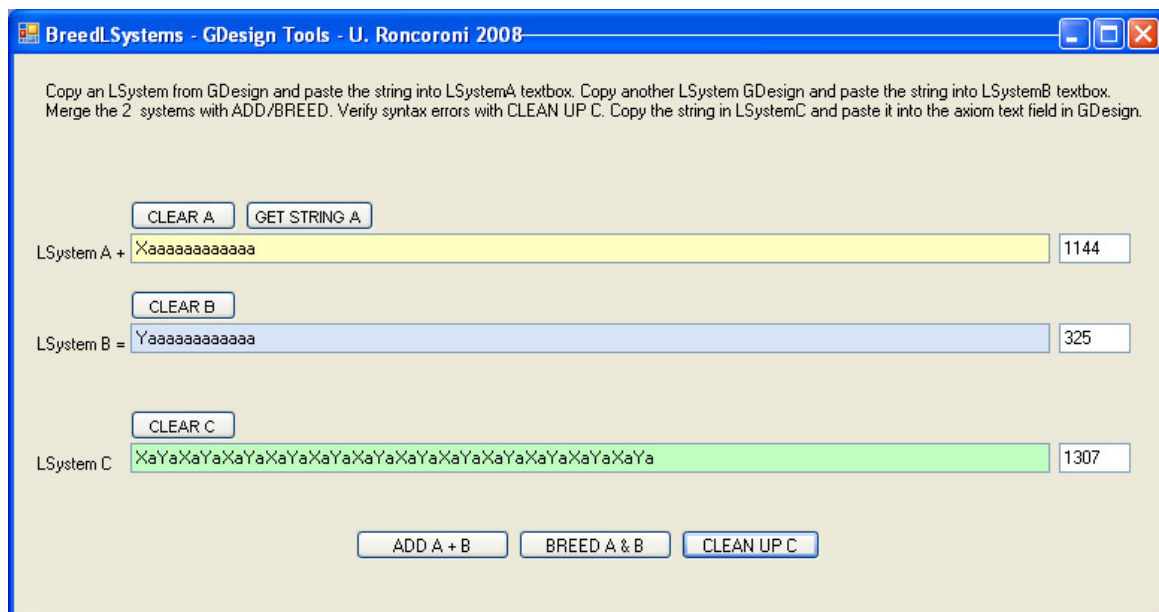 BreedLSystems - GDesign Tools - U. Roncoroni 2008
Copy an LSystem from GDesign and paste the string into LSystemA textbox. Copy another LSystem GDesign and paste the string into LSystemB textbox.
Merge the 2 systems with ADD/BREED. Verify syntax errors with CLEAN UP C. Copy the string in LSystemC and paste it into the axiom text field in GDesign.
CLEAR A GET STRING A
LSystem A + Xaaaaaaaaaaaa 1144
CLEAR B
LSystem B = Yaaaaaaaaaaaa 325
CLEAR C
LSystem C XaYaXaYaXaYaXaYaXaYaXaYaXaYaXaYaXaYaXaYaXaYaXaYa 1307
ADD A + B BREED A & B CLEAN UP C